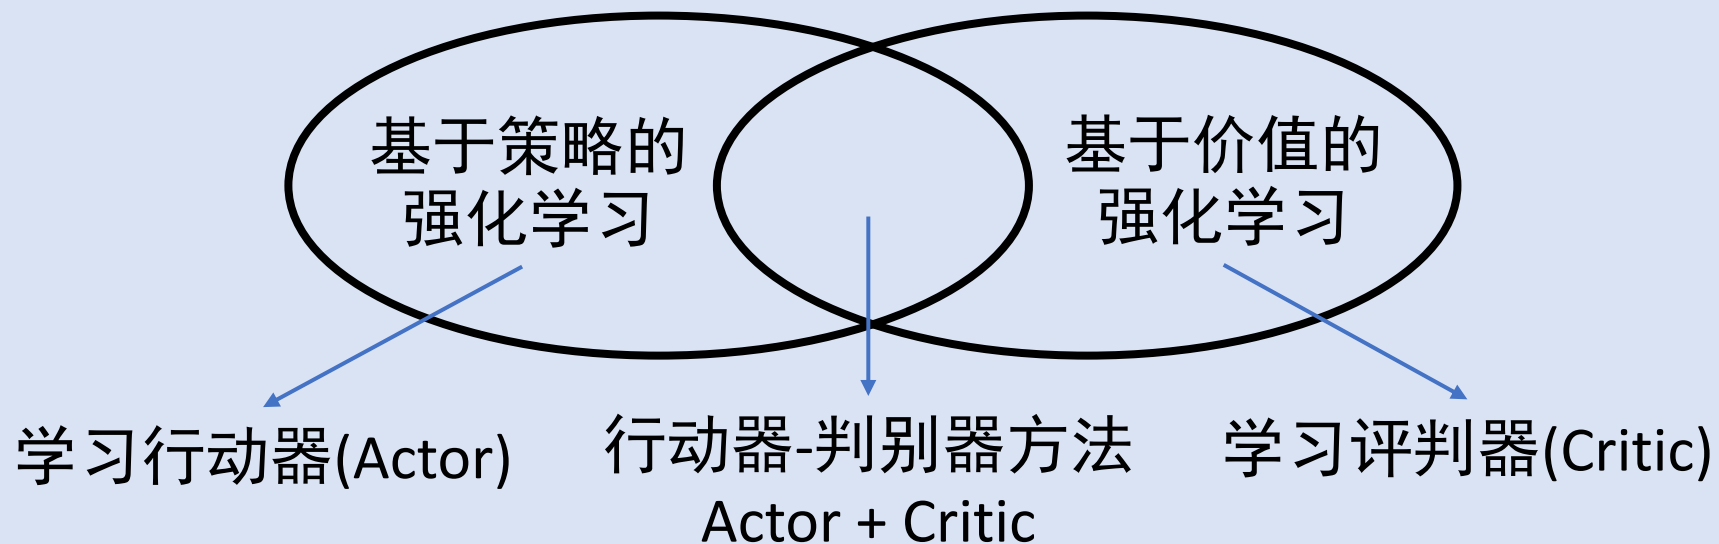 基于策略的
强化学习
基于价值的
强化学习
学习行动器(Actor)
行动器-判别器方法
Actor + Critic
学习评判器(Critic)